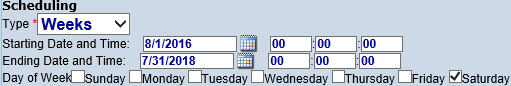 Scheduling
Type * Weeks
Starting Date and Time: 8/1/2016 00 : 00 : 00
Ending Date and Time: 7/31/2018 00 : 00 : 00
Day of Week Sunday Monday Tuesday Wednesday Thursday Friday Saturday